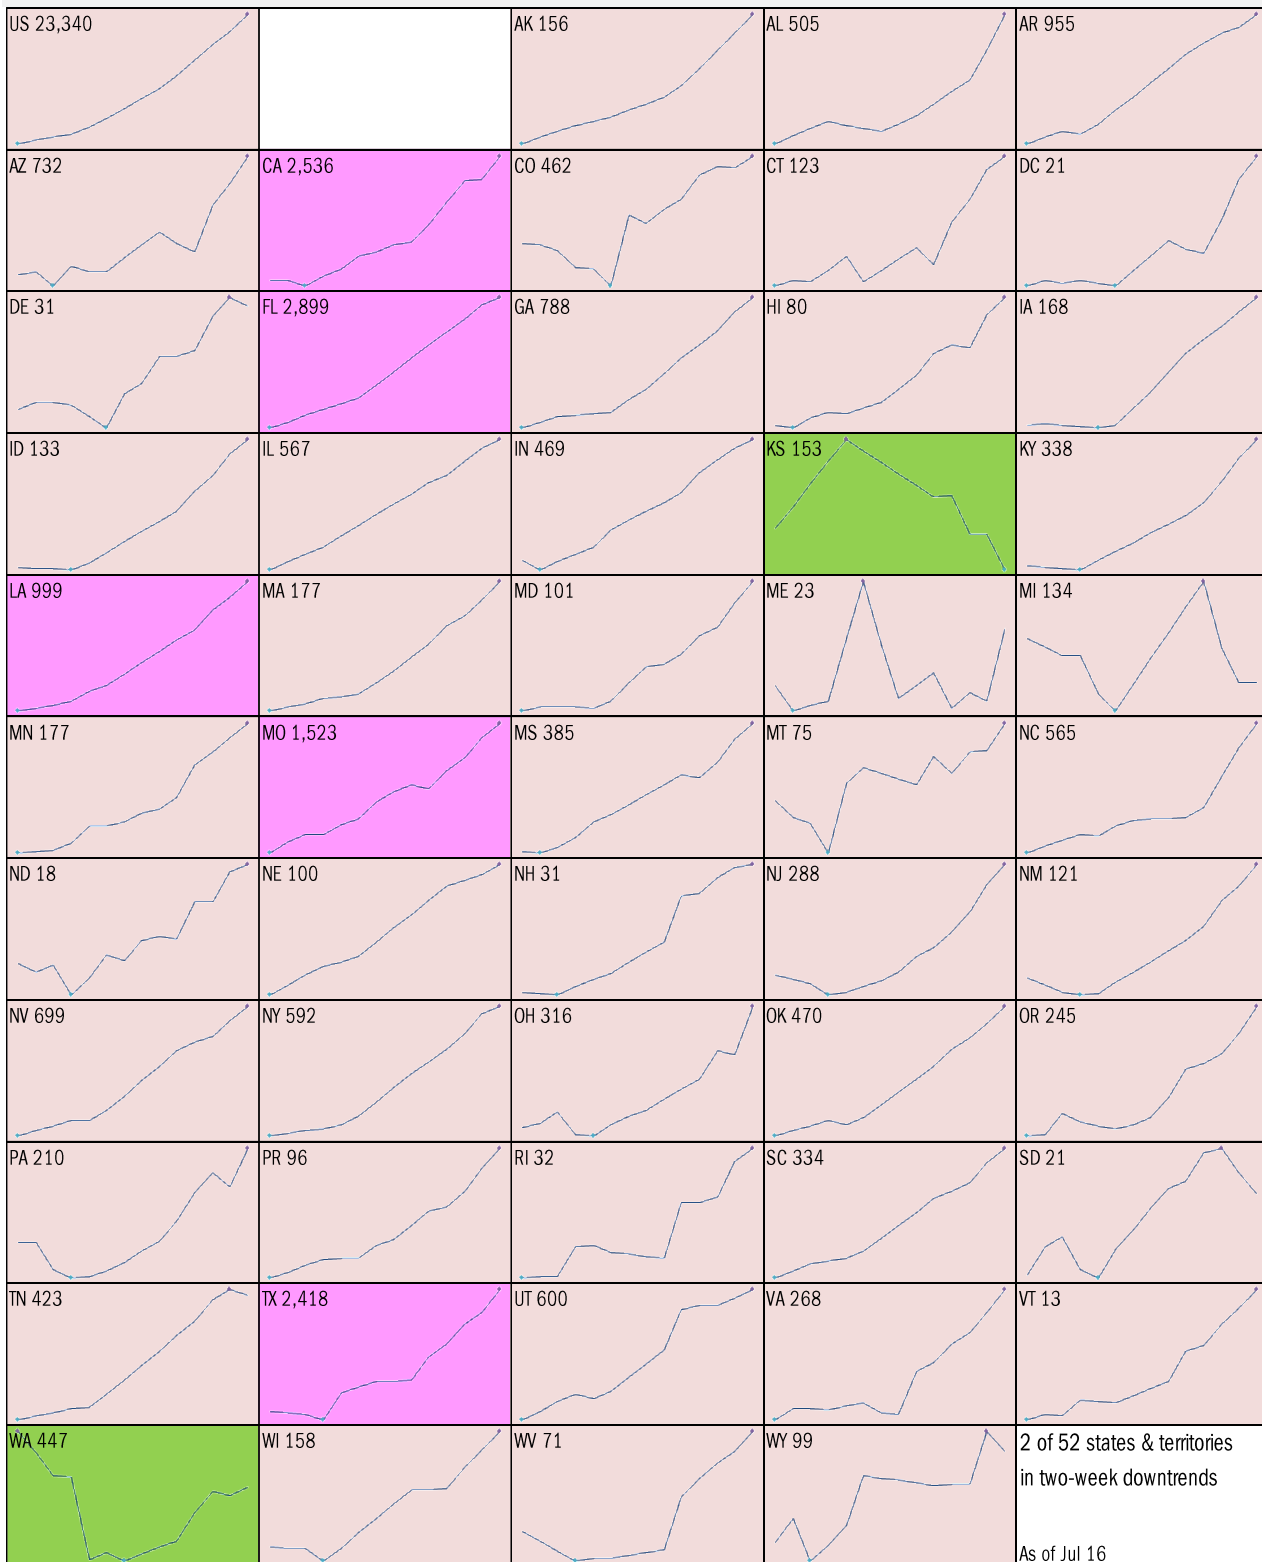 US 23,340
AK 156
AL 505
AR 955
AZ 732
CA 2,536
CO 462
CT 123
DC 21
DE 31
FL 2,899
GA 788
HI 80
IA 168
ID 133
IL 567
IN 469
KS 153
KY 338
LA 999
MA 177
MD 101
ME 23
MI 134
MN 177
MO 1,523
MS 385
MT 75
NC 565
ND 18
NE 100
NH 31
NJ 288
NM 121
NV 699
NY 592
OH 316
OK 470
OR 245
PA 210
PR 96
RI 32
SC 334
SD 21
TN 423
TX 2,418
UT 600
VA 268
VT 13
WA 447
WI 158
WV 71
WY 99
2 of 52 states & territories
in two-week downtrends
As of Jul 16